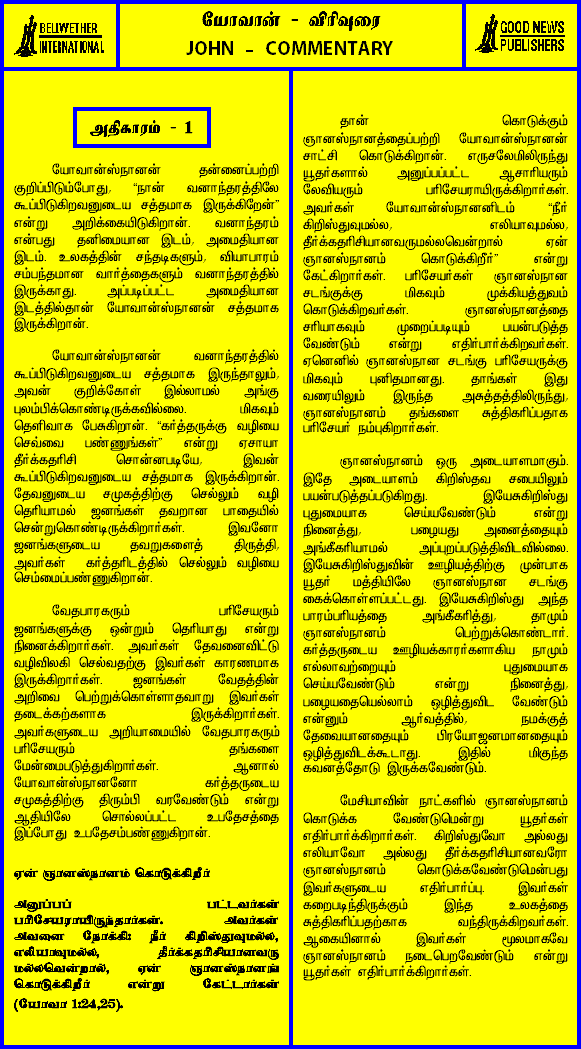 BELWETHER
INTERNATIONAL
யோவான் - விரிவுரை
JOHN - COMMENTARY
GOOD NEWS
PUBLISHERS
அதிகாரம் - 1
யோவான்ஸ்நானன் தன்னைப்பற்றி
குறிப்பிடும்போது, “நான் வனாந்தரத்திலே
கூப்பிடுகிறவனுடைய சத்தமாக இருக்கிறேன்”
என்று அறிக்கையிடுகிறான். வனாந்தரம்
என்பது தனிமையான இடம், அமைதியான
இடம். உலகத்தின் சந்தடிகளும், வியாபாரம்
சம்பந்தமான வார்த்தைகளும் வனாந்தரத்தில்
இருக்காது. அப்படிப்பட்ட அமைதியான
இடத்தில்தான் யோவான்ஸ்நானன் சத்தமாக
இருக்கிறான்.
யோவான்ஸ்நானன் வனாந்தரத்தில்
கூப்பிடுகிறவனுடைய சத்தமாக இருந்தாலும்,
அவன் குறிக்கோள் இல்லாமல் அங்கு
புலம்பிக்கொண்டிருக்கவில்லை. மிகவும்
தெளிவாக பேசுகிறான். “கர்த்தருக்கு வழியை
செவ்வை பண்ணுங்கள்” என்று ஏசாயா
தீர்க்கதரிசி சொன்னபடியே, இவன்
கூப்பிடுகிறவனுடைய சத்தமாக இருக்கிறான்.
தேவனுடைய சமுகத்திற்கு செல்லும் வழி
தெரியாமல் ஜனங்கள் தவறான பாதையில்
சென்றுகொண்டிருக்கிறார்கள். இவனோ
ஜனங்களுடைய தவறுகளைத் திருத்தி,
அவர்கள் கர்த்தரிடத்தில் செல்லும் வழியை
செம்மைப்பண்ணுகிறான்.
வேதபாரகரும் பரிசேயரும்
ஜனங்களுக்கு ஒன்றும் தெரியாது என்று
நினைக்கிறார்கள். அவர்கள் தேவனைவிட்டு
வழிவிலகி செல்வதற்கு இவர்கள் காரணமாக
இருக்கிறார்கள். ஜனங்கள் வேதத்தின்
அறிவை பெற்றுக்கொள்ளாதவாறு இவர்கள்
தடைக்கற்களாக இருக்கிறார்கள்.
அவர்களுடைய அறியாமையில் வேதபாரகரும்
பரிசேயரும் தங்களை
மேன்மைபடுத்துகிறார்கள். ஆனால்
யோவான்ஸ்நானனோ கர்த்தருடைய
சமுகத்திற்கு திரும்பி வரவேண்டும் என்று
ஆதியிலே சொல்லப்பட்ட உபதேசத்தை
இப்போது உபதேசம்பண்ணுகிறான்.
ஏன் ஞானஸ்நானம் கொடுக்கிறீர்
அனுப்பப் பட்டவர்கள்
பரிசேயராயிருந்தார்கள். அவர்கள்
அவனை நோக்கி: நீர் கிறிஸ்துவுமல்ல,
எலியாவுமல்ல, தீர்க்கதரிசியானவரு
மல்லவென்றால், ஏன் ஞானஸ்நானங்
கொடுக்கிறீர் என்று கேட்டார்கள்
(யோவா 1:24,25).
தான் கொடுக்கும்
ஞானஸ்நானத்தைப்பற்றி யோவான்ஸ்நானன்
சாட்சி கொடுக்கிறான். எருசலேமிலிருந்து
யூதர்களால் அனுப்பப்பட்ட ஆசாரியரும்
லேவியரும் பரிசேயராயிருக்கிறார்கள்.
அவர்கள் யோவான்ஸ்நானனிடம் “நீர்
கிறிஸ்துவுமல்ல, எலியாவுமல்ல,
தீர்க்கதரிசியானவருமல்லவென்றால் ஏன்
ஞானஸ்நானம் கொடுக்கிறீர்” என்று
கேட்கிறார்கள். பரிசேயர்கள் ஞானஸ்நான
சடங்குக்கு மிகவும் முக்கியத்துவம்
கொடுக்கிறவர்கள். ஞானஸ்நானத்தை
சரியாகவும் முறைப்படியும் பயன்படுத்த
வேண்டும் என்று எதிர்பார்க்கிறவர்கள்.
ஏனெனில் ஞானஸ்நான சடங்கு பரிசேயருக்கு
மிகவும் புனிதமானது. தாங்கள் இது
வரையிலும் இருந்த அசுத்தத்திலிருந்து,
ஞானஸ்நானம் தங்களை சுத்திகரிப்பதாக
பரிசேயர் நம்புகிறார்கள்.
ஞானஸ்நானம் ஒரு அடையாளமாகும்.
இதே அடையாளம் கிறிஸ்தவ சபையிலும்
பயன்படுத்தப்படுகிறது. இயேசுகிறிஸ்து
புதுமையாக செய்யவேண்டும் என்று
நினைத்து, பழையது அனைத்தையும்
அங்கீகரியாமல் அப்புறப்படுத்திவிடவில்லை.
இயேசுகிறிஸ்துவின் ஊழியத்திற்கு முன்பாக
யூதர் மத்தியிலே ஞானஸ்நான சடங்கு
கைக்கொள்ளப்பட்டது. இயேசுகிறிஸ்து அந்த
பாரம்பரியத்தை அங்கீகரித்து, தாமும்
ஞானஸ்நானம் பெற்றுக்கொண்டார்.
கர்த்தருடைய ஊழியக்காரர்களாகிய நாமும்
எல்லாவற்றையும் புதுமையாக
செய்யவேண்டும் என்று நினைத்து,
பழையதையெல்லாம் ஒழித்துவிட வேண்டும்
என்னும் ஆர்வத்தில், நமக்குத்
தேவையானதையும் பிரயோஜனமானதையும்
ஒழித்துவிடக்கூடாது. இதில் மிகுந்த
கவனத்தோடு இருக்கவேண்டும்.
மேசியாவின் நாட்களில் ஞானஸ்நானம்
கொடுக்க வேண்டுமென்று யூதர்கள்
எதிர்பார்க்கிறார்கள். கிறிஸ்துவோ அல்லது
எலியாவோ அல்லது தீர்க்கதரிசியானவரோ
ஞானஸ்நானம் கொடுக்கவேண்டுமென்பது
இவர்களுடைய எதிர்பார்ப்பு. இவர்கள்
கறைபடிந்திருக்கும் இந்த உலகத்தை
சுத்திகரிப்பதற்காக வந்திருக்கிறவர்கள்.
ஆகையினால் இவர்கள் மூலமாகவே
ஞானஸ்நானம் நடைபெறவேண்டும் என்று
யூதர்கள் எதிர்பார்க்கிறார்கள்.